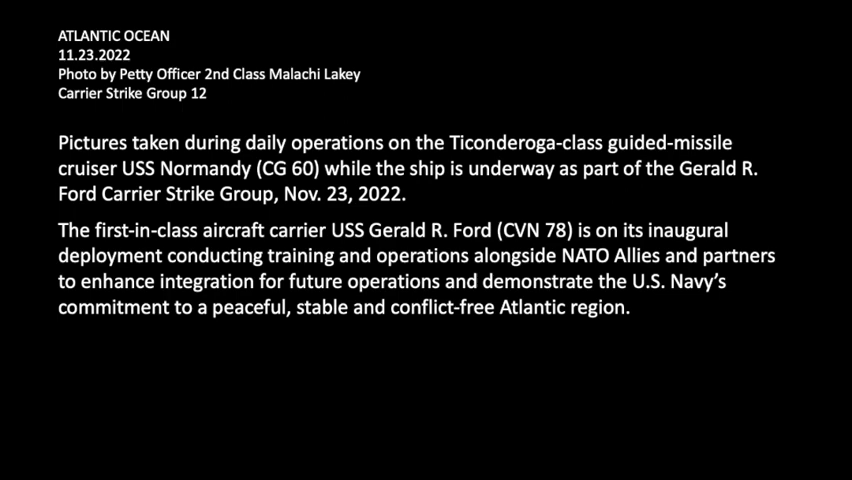 ATLANTIC OCEAN
11.23.2022
Photo by Petty Officer 2nd Class Malachi Lakey
Carrier Strike Group 12
Pictures taken during daily operations on the Ticonderoga-class guided-missile
cruiser USS Normandy (CG 60) while the ship is underway as part of the Gerald R.
Ford Carrier Strike Group, Nov. 23, 2022.
The first-in-class aircraft carrier USS Gerald R. Ford (CVN 78) is on its inaugural
deployment conducting training and operations alongside NATO Allies and partners
to enhance integration for future operations and demonstrate the U.S. Navy’s
commitment to a peaceful, stable and conflict-free Atlantic region.